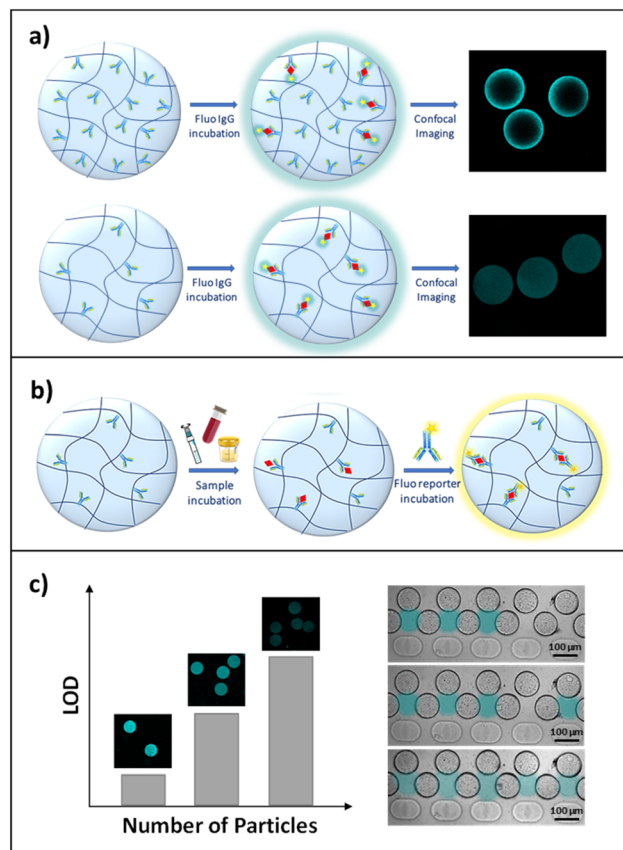 a)
Fluo IgG
incubation
Confocal
Imaging
Fluo IgG
incubation
Confocal
Imaging
b)
Sample
incubation
Fluo reporter
incubation
c)
LOD
Number of Particles
100 µm
100 µm
100 µm